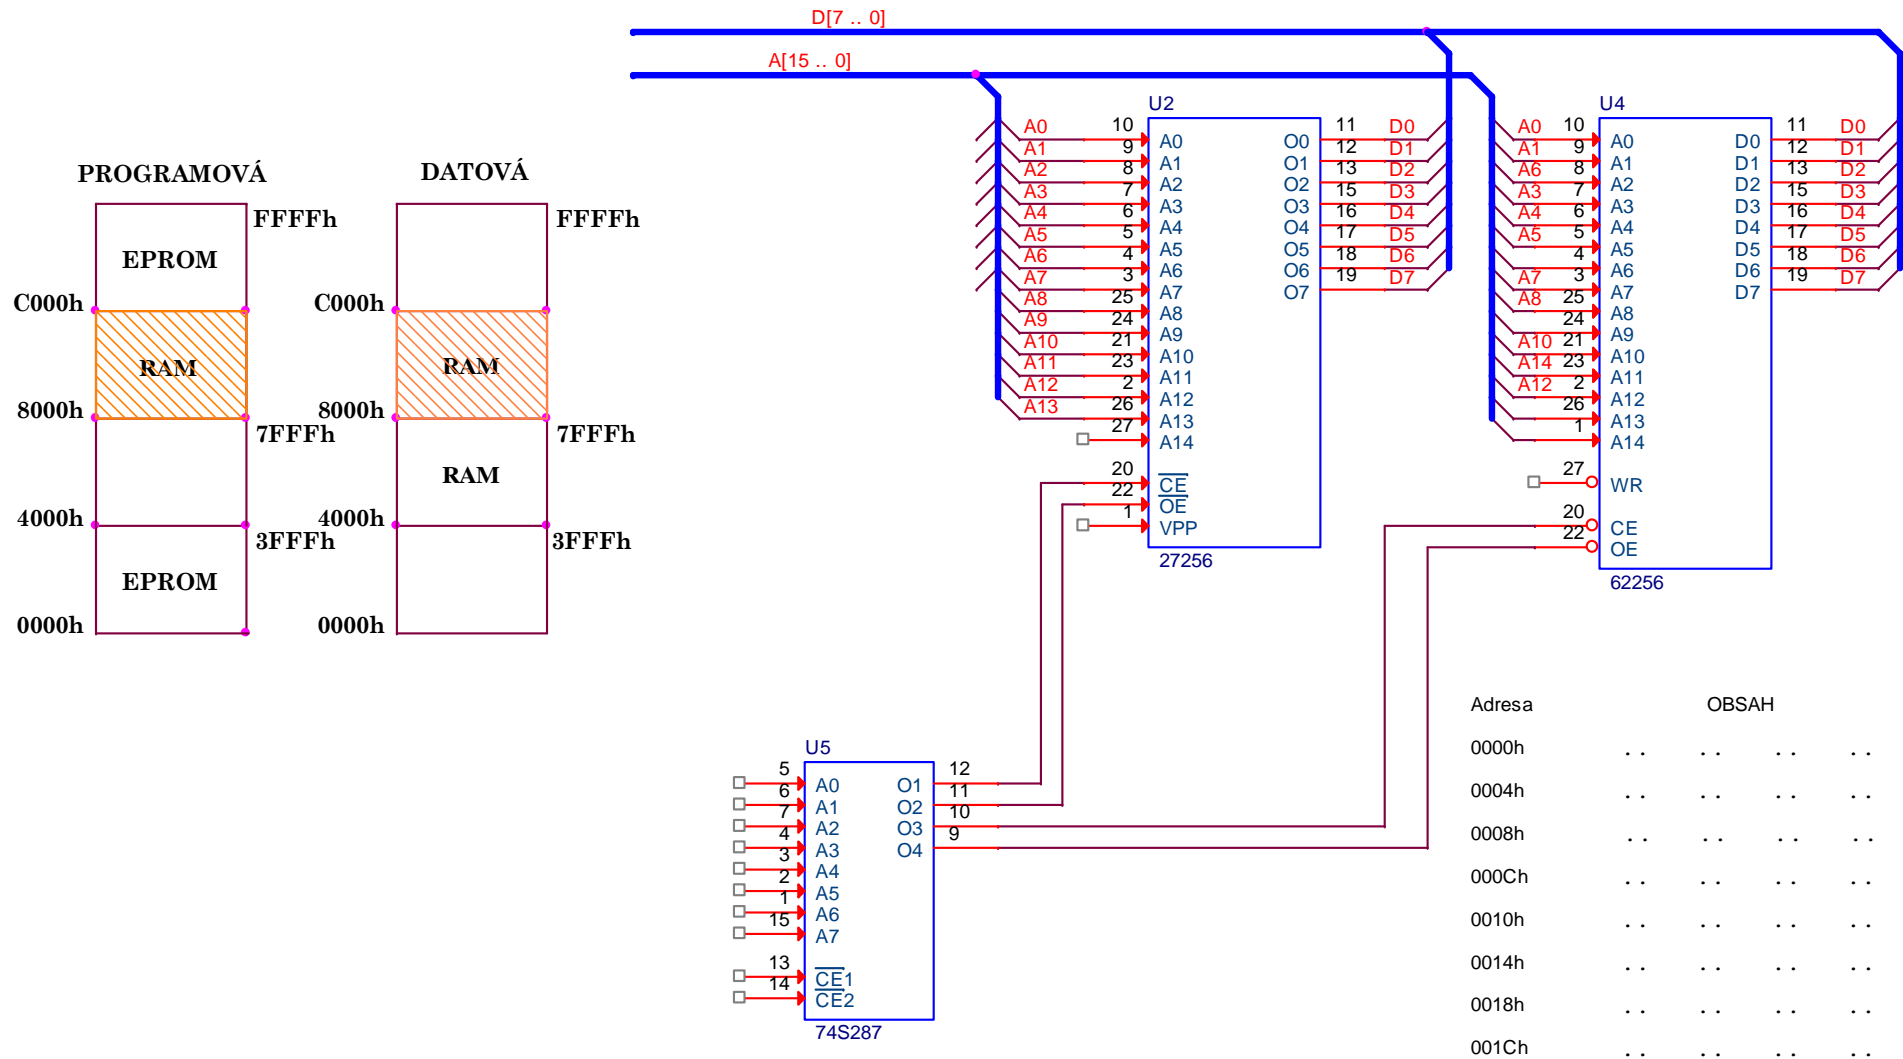 D[7 .. 0]
A[15 .. 0]
PROGRAMOVÁ
FFFFh
EPROM
C000h
RAM
8000h
7FFFh
4000h
3FFFh
EPROM
0000h
DATOVÁ
FFFFh
C000h
RAM
8000h
7FFFh
RAM
4000h
3FFFh
0000h
U2
A0 10 A0 O0 11 D0
A1 9 A1 O1 12 D1
A2 8 A2 O2 13 D2
A3 7 A3 O3 15 D3
A4 6 A4 O4 16 D4
A5 5 A5 O5 17 D5
A6 4 A6 O6 18 D6
A7 3 A7 O7 19 D7
A8 25 A8
A9 24 A9
A10 21 A10
A11 23 A11
A12 2 A12
A13 26 A13
27 A14
20 CE
22 OE
1 VPP
27256
U4
A0 10 A0 D0 11 D0
A1 9 A1 D1 12 D1
A6 8 A2 D2 13 D2
A3 7 A3 D3 15 D3
A4 6 A4 D4 16 D4
A5 5 A5 D5 17 D5
4 A6 D6 18 D6
A7 3 A7 D7 19 D7
A8 25 A8
24 A9
A10 21 A10
A14 23 A11
A12 2 A12
26 A13
1 A14
27 WR
20 CE
22 OE
62256
U5
5 A0 O1 12
6 A1 O2 11
7 A2 O3 10
4 A3 O4 9
3 A4
2 A5
1 A6
15 A7
13 CE1
14 CE2
74S287
Adresa OBSAH
0000h . . . . . . . .
0004h . . . . . . . .
0008h . . . . . . . .
000Ch . . . . . . . .
0010h . . . . . . . .
0014h . . . . . . . .
0018h . . . . . . . .
001Ch . . . . . . . .